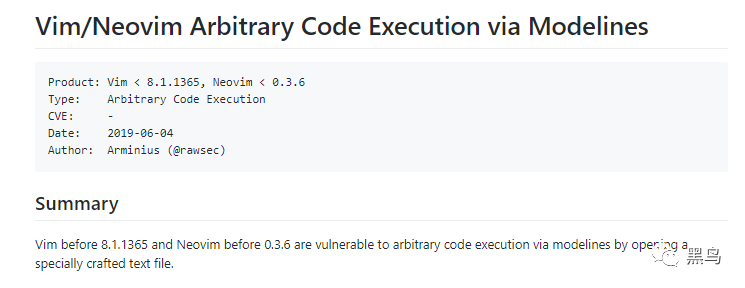 Vim/Neovim Arbitrary Code Execution via Modelines
Product: Vim < 8.1.1365, Neovim < 0.3.6
Type: Arbitrary Code Execution
CVE: -
Date: 2019-06-04
Author: Arminius (@rawsec)
Summary
Vim before 8.1.1365 and Neovim before 0.3.6 are vulnerable to arbitrary code execution via modelines by opening a
specially crafted text file.
黑鸟